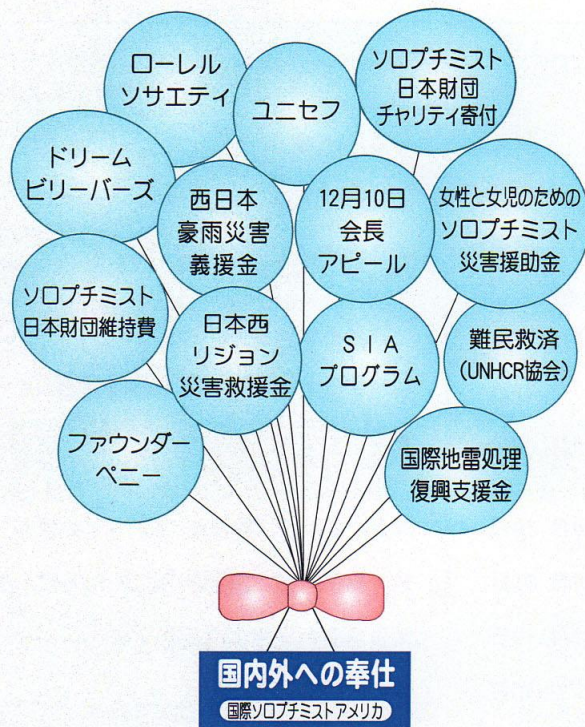 ローレル
ソサエティ
ユニセフ
ソロプチミスト
日本財団
チャリティ寄付
ドリーム
ビリーバーズ
西日本
豪雨災害
義援金
12月10日
会長
アピール
女性と女児のための
ソロプチミスト
災害援助金
ソロプチミスト
日本財団維持費
日本西
リジョン
災害救援金
SIA
プログラム
難民救済
(UNHCR協会)
ファウンダー
ペニー
国際地雷処理
復興支援金
国内外への奉仕
国際ソロプチミストアメリカ